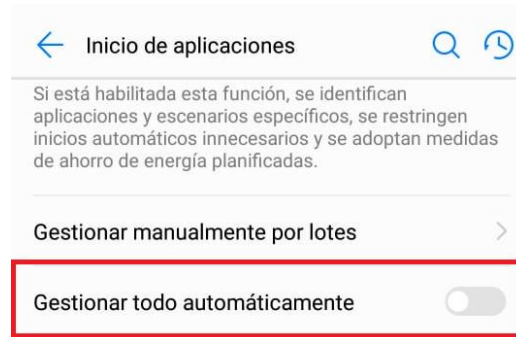 Inicio de aplicaciones
Si está habilitada esta función, se identifican
aplicaciones y escenarios específicos, se restringen
inicios automáticos innecesarios y se adoptan medidas
de ahorro de energía planificadas.
Gestionar manualmente por lotes
Gestionar todo automáticamente